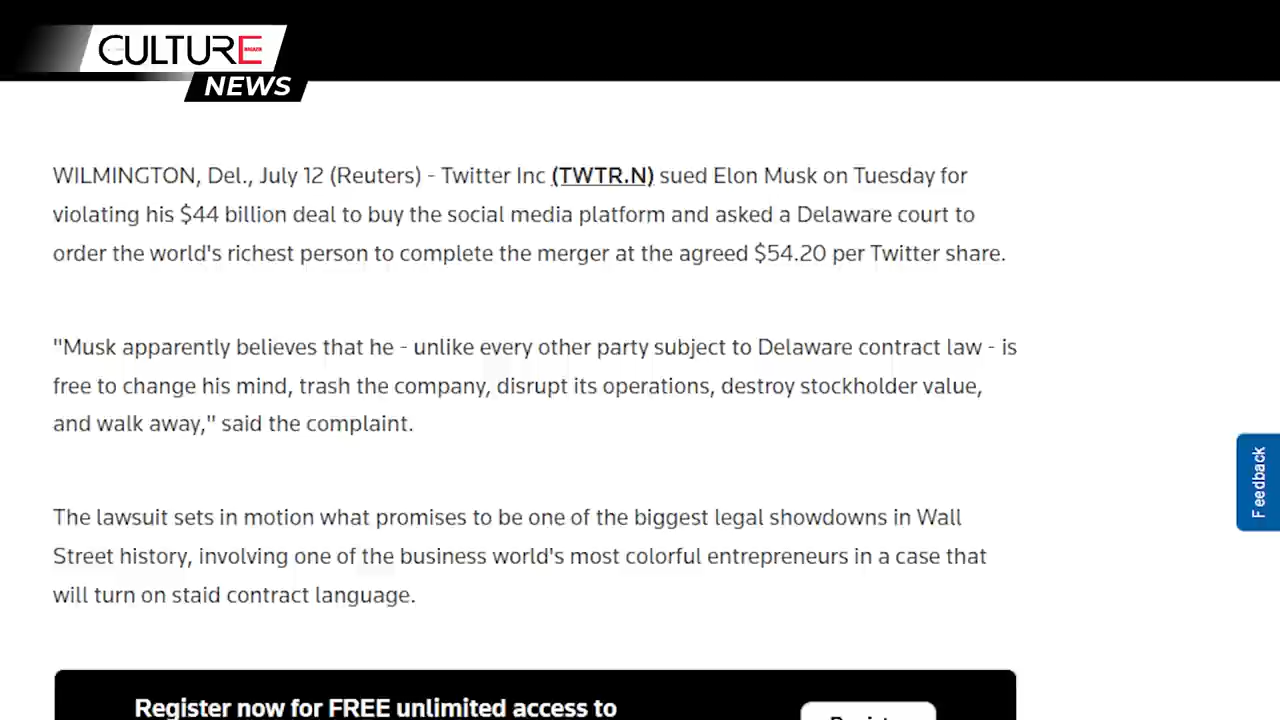 CULTURE
NEWS
WILMINGTON, Del., July 12 (Reuters) - Twitter Inc (TWTR.N) sued Elon Musk on Tuesday for
violating his $44 billion deal to buy the social media platform and asked a Delaware court to
order the world's richest person to complete the merger at the agreed $54.20 per Twitter share.
"Musk apparently believes that he - unlike every other party subject to Delaware contract law - is
free to change his mind, trash the company, disrupt its operations, destroy stockholder value,
and walk away," said the complaint.
Feedback
The lawsuit sets in motion what promises to be one of the biggest legal showdowns in Wall
Street history, involving one of the business world's most colorful entrepreneurs in a case that
will turn on staid contract language.
Register now for FREE unlimited access to